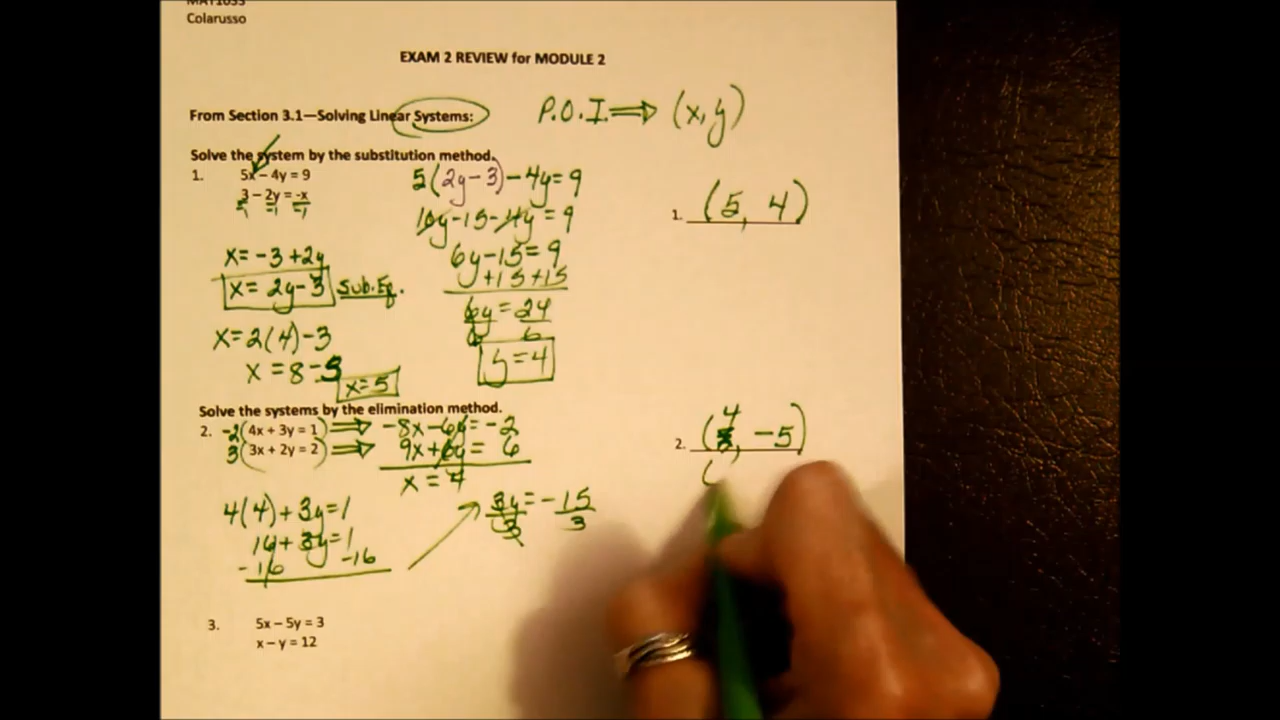 MAT1033
Colarusso
EXAM 2 REVIEW for MODULE 2
From Section 3.1—Solving Linear Systems:
P.O.I. ⇒ (x, y)
Solve the system by the substitution method.
1. 5x – 4y = 9
3 – 2y = -x
-1 -1 -1
x = -3 + 2y
x = 2y - 3 Sub. Eq.
x = 2(4) - 3
x = 8 - 3
x = 5
5(2y - 3) - 4y = 9
10y - 15 - 4y = 9
6y - 15 = 9
+15 +15
6y = 24
6 6
y = 4
1. (5, 4)
Solve the systems by the elimination method.
2. -2(4x + 3y = 1) ⇒ -8x - 6y = -2
3(3x + 2y = 2) ⇒ 9x + 6y = 6
x = 4
4(4) + 3y = 1
16 + 3y = 1
-16 -16
3y = -15
3 3
2. (4, -5)
(
3. 5x – 5y = 3
x – y = 12